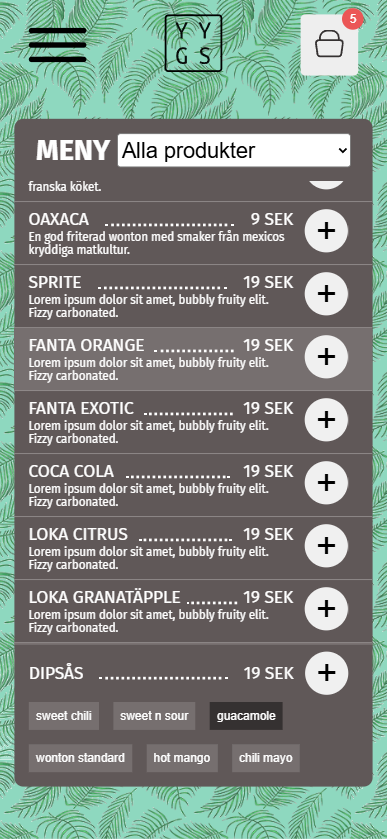 Y Y
G S
5
MENY Alla produkter
franska köket.
OAXACA 9 SEK
En god friterad wonton med smaker från mexicos
kryddiga matkultur.
SPRITE 19 SEK
Lorem ipsum dolor sit amet, bubbly fruity elit.
Fizzy carbonated.
FANTA ORANGE 19 SEK
Lorem ipsum dolor sit amet, bubbly fruity elit.
Fizzy carbonated.
FANTA EXOTIC 19 SEK
Lorem ipsum dolor sit amet, bubbly fruity elit.
Fizzy carbonated.
COCA COLA 19 SEK
Lorem ipsum dolor sit amet, bubbly fruity elit.
Fizzy carbonated.
LOKA CITRUS 19 SEK
Lorem ipsum dolor sit amet, bubbly fruity elit.
Fizzy carbonated.
LOKA GRANATÄPPLE 19 SEK
Lorem ipsum dolor sit amet, bubbly fruity elit.
Fizzy carbonated.
DIPSÅS 19 SEK
sweet chili sweet n sour guacamole
wonton standard hot mango chili mayo